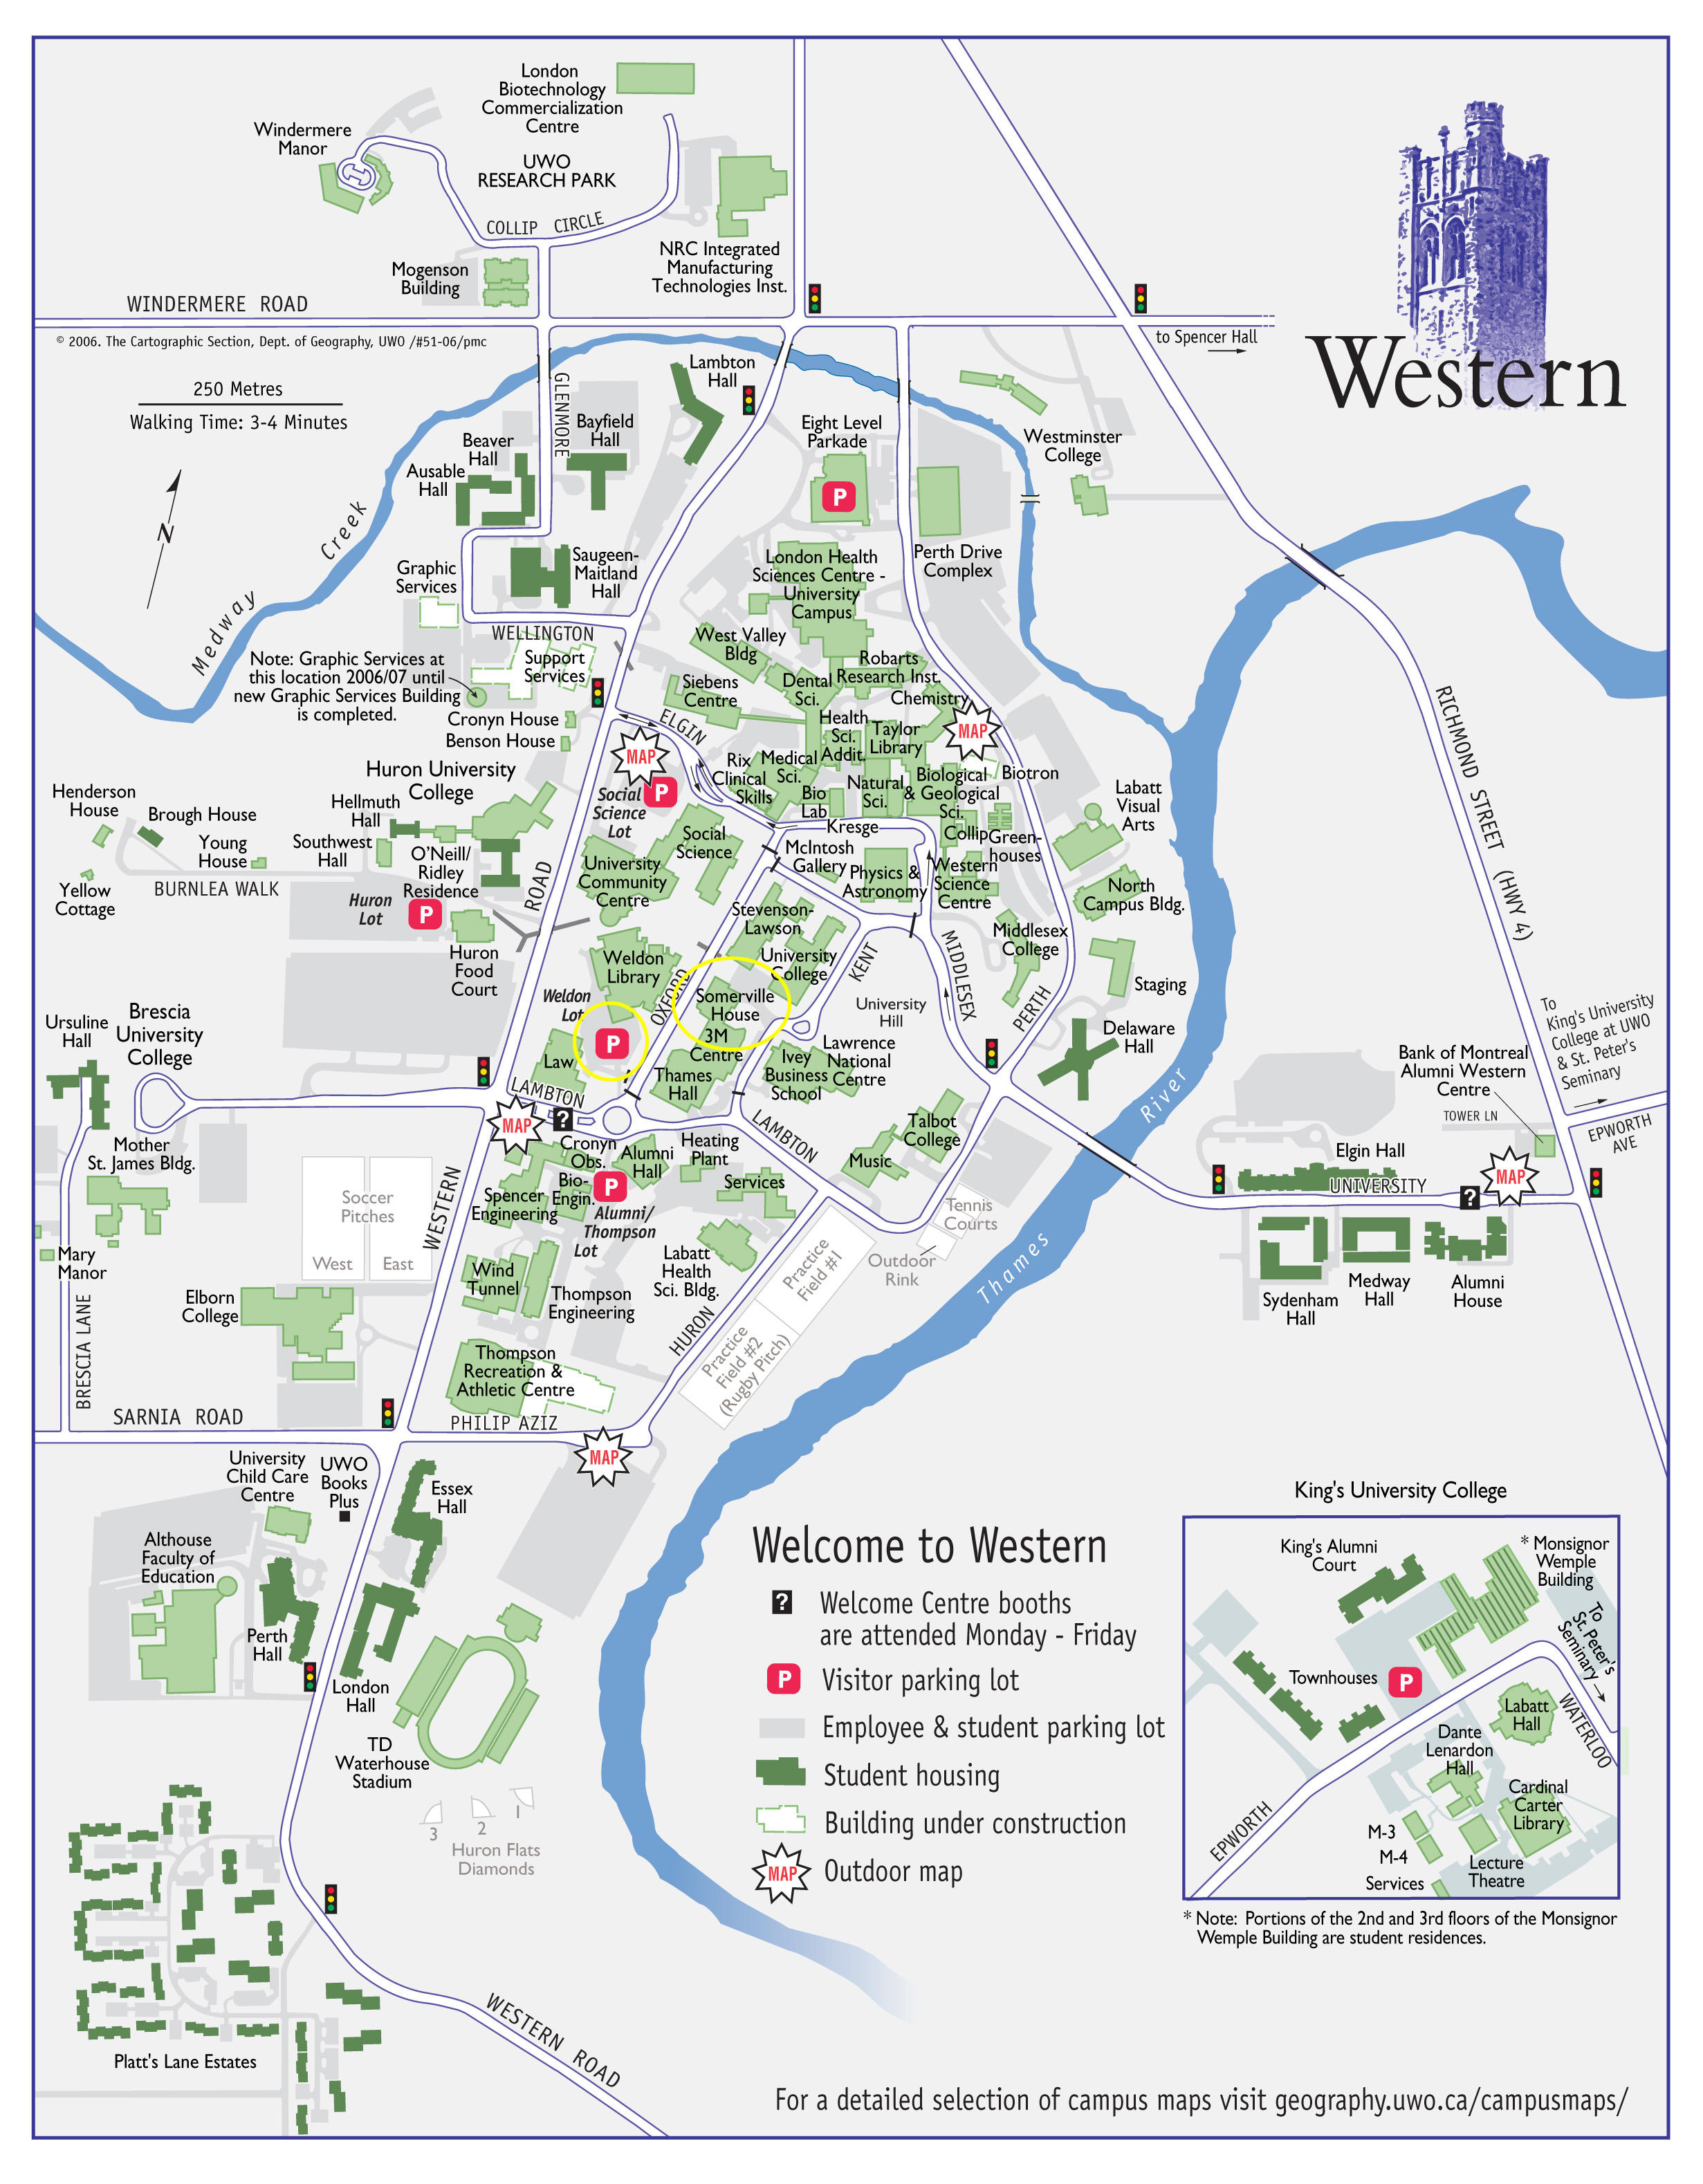 London
Biotechnology
Commercialization
Centre
Windermere
Manor
UWO
RESEARCH PARK
COLLIP CIRCLE
NRC Integrated
Manufacturing
Technologies Inst.
Mogenson
Building
WINDERMERE ROAD
© 2006. The Cartographic Section, Dept. of Geography, UWO /#51-06/pmc
to Spencer Hall
Western
250 Metres
Walking Time: 3-4 Minutes
N
GLENMORE
Lambton
Hall
Bayfield
Hall
Beaver
Hall
Ausable
Hall
Eight Level
Parkade
P
Westminster
College
Medway Creek
Graphic
Services
Saugeen-
Maitland
Hall
London Health
Sciences Centre -
University
Campus
Perth Drive
Complex
WELLINGTON
Support
Services
Note: Graphic Services at
this location 2006/07 until
new Graphic Services Building
is completed.
Cronyn House
Benson House
West Valley
Bldg
Siebens
Centre
Dental
Sci.
Robarts
Research Inst.
Chemistry
MAP
ELGIN
Health
Sci.
Addit.
Taylor
Library
MAP
P
Social
Science
Lot
Rix
Clinical
Skills
Medical
Sci.
Bio
Lab
Natural
Sci.
Biological
& Geological
Sci.
Biotron
Labatt
Visual
Arts
RICHMOND STREET (HWY 4)
Huron University
College
Hellmuth
Hall
Henderson
House
Brough House
Young
House
Southwest
Hall
O'Neill/
Ridley
Residence
Yellow
Cottage
BURNLEA WALK
Huron
Lot
P
Huron
Food
Court
ROAD
Social
Science
University
Community
Centre
Kresge
McIntosh
Gallery
Physics &
Astronomy
Collip
Green-
houses
Western
Science
Centre
North
Campus Bldg.
Stevenson-
Lawson
University
College
Middlesex
College
Staging
Weldon
Library
Weldon
Lot
P
OXFORD
KENT
MIDDLESEX
PERTH
Somerville
House
3M
Centre
University
Hill
Delaware
Hall
Law
Thames
Hall
Ivey
Business
School
Lawrence
National
Centre
Ursuline
Hall
Brescia
University
College
LAMBTON
MAP
?
Cronyn
Obs.
Alumni
Hall
Heating
Plant
LAMBTON
Talbot
College
Music
Mother
St. James Bldg.
Soccer
Pitches
West
East
WESTERN
Spencer
Engineering
Bio-
Engin.
P
Alumni/
Thompson
Lot
Services
Labatt
Health
Sci. Bldg.
Tennis
Courts
Outdoor
Rink
Practice
Field #1
Practice
Field #2
(Rugby Pitch)
Thames River
To
King's University
College at UWO
& St. Peter's
Seminary
Bank of Montreal
Alumni Western
Centre
TOWER LN
EPWORTH
AVE
Elgin Hall
UNIVERSITY
MAP
?
Sydenham
Hall
Medway
Hall
Alumni
House
Mary
Manor
BRESCIA LANE
Elborn
College
Wind
Tunnel
Thompson
Engineering
HURON
Thompson
Recreation &
Athletic Centre
SARNIA ROAD
PHILIP AZIZ
MAP
University
Child Care
Centre
UWO
Books
Plus
Essex
Hall
Althouse
Faculty of
Education
Perth
Hall
London
Hall
TD
Waterhouse
Stadium
3
2
1
Huron Flats
Diamonds
Platt's Lane Estates
WESTERN ROAD
Welcome to Western
? Welcome Centre booths
are attended Monday - Friday
P Visitor parking lot
Employee & student parking lot
Student housing
Building under construction
MAP Outdoor map
King's University College
King's Alumni
Court
* Monsignor
Wemple
Building
To
St. Peter's
Seminary
Townhouses
P
Labatt
Hall
WATERLOO
Dante
Lenardon
Hall
Cardinal
Carter
Library
EPWORTH
M-3
M-4
Services
Lecture
Theatre
* Note: Portions of the 2nd and 3rd floors of the Monsignor
Wemple Building are student residences.
For a detailed selection of campus maps visit geography.uwo.ca/campusmaps/